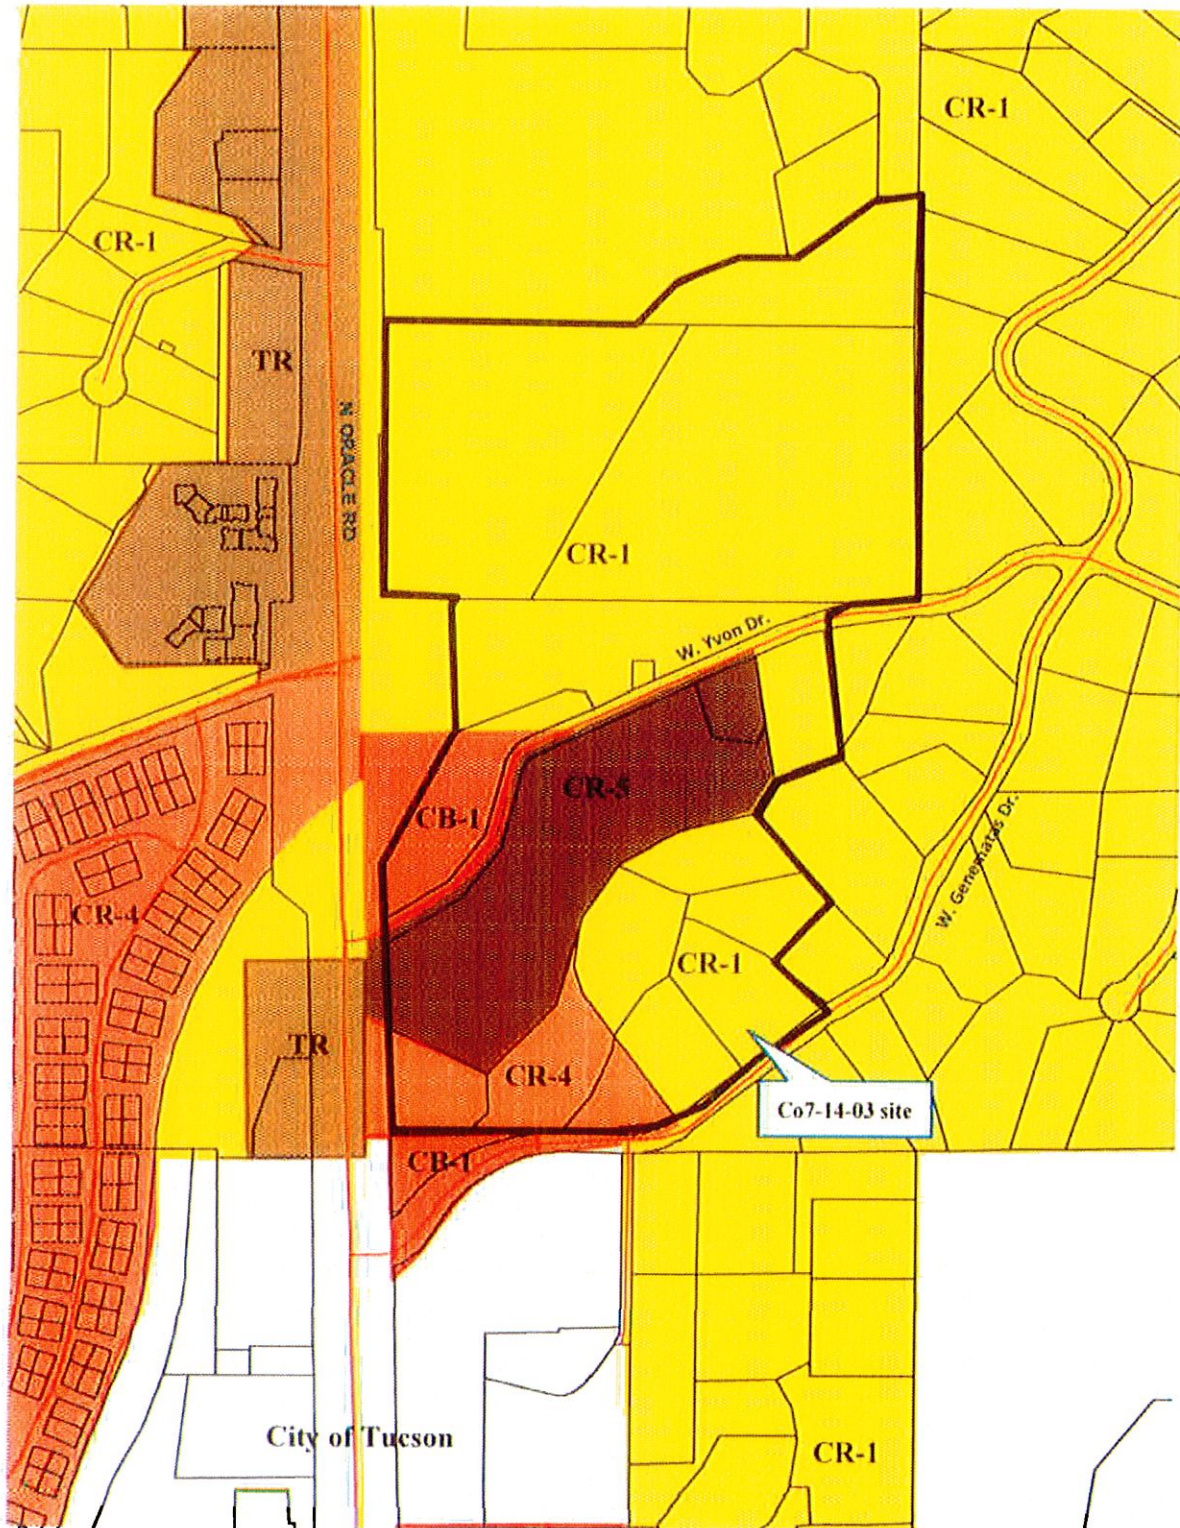 CR-1
CR-1
TR
N ORACLE RD
T
CR-1
W. Yvon Dr.
CR-5
CB-1
CR-4
W. Genematas Dr.
CR-1
TR
CR-4
Co7-14-03 site
CB-1
City of Tucson
CR-1